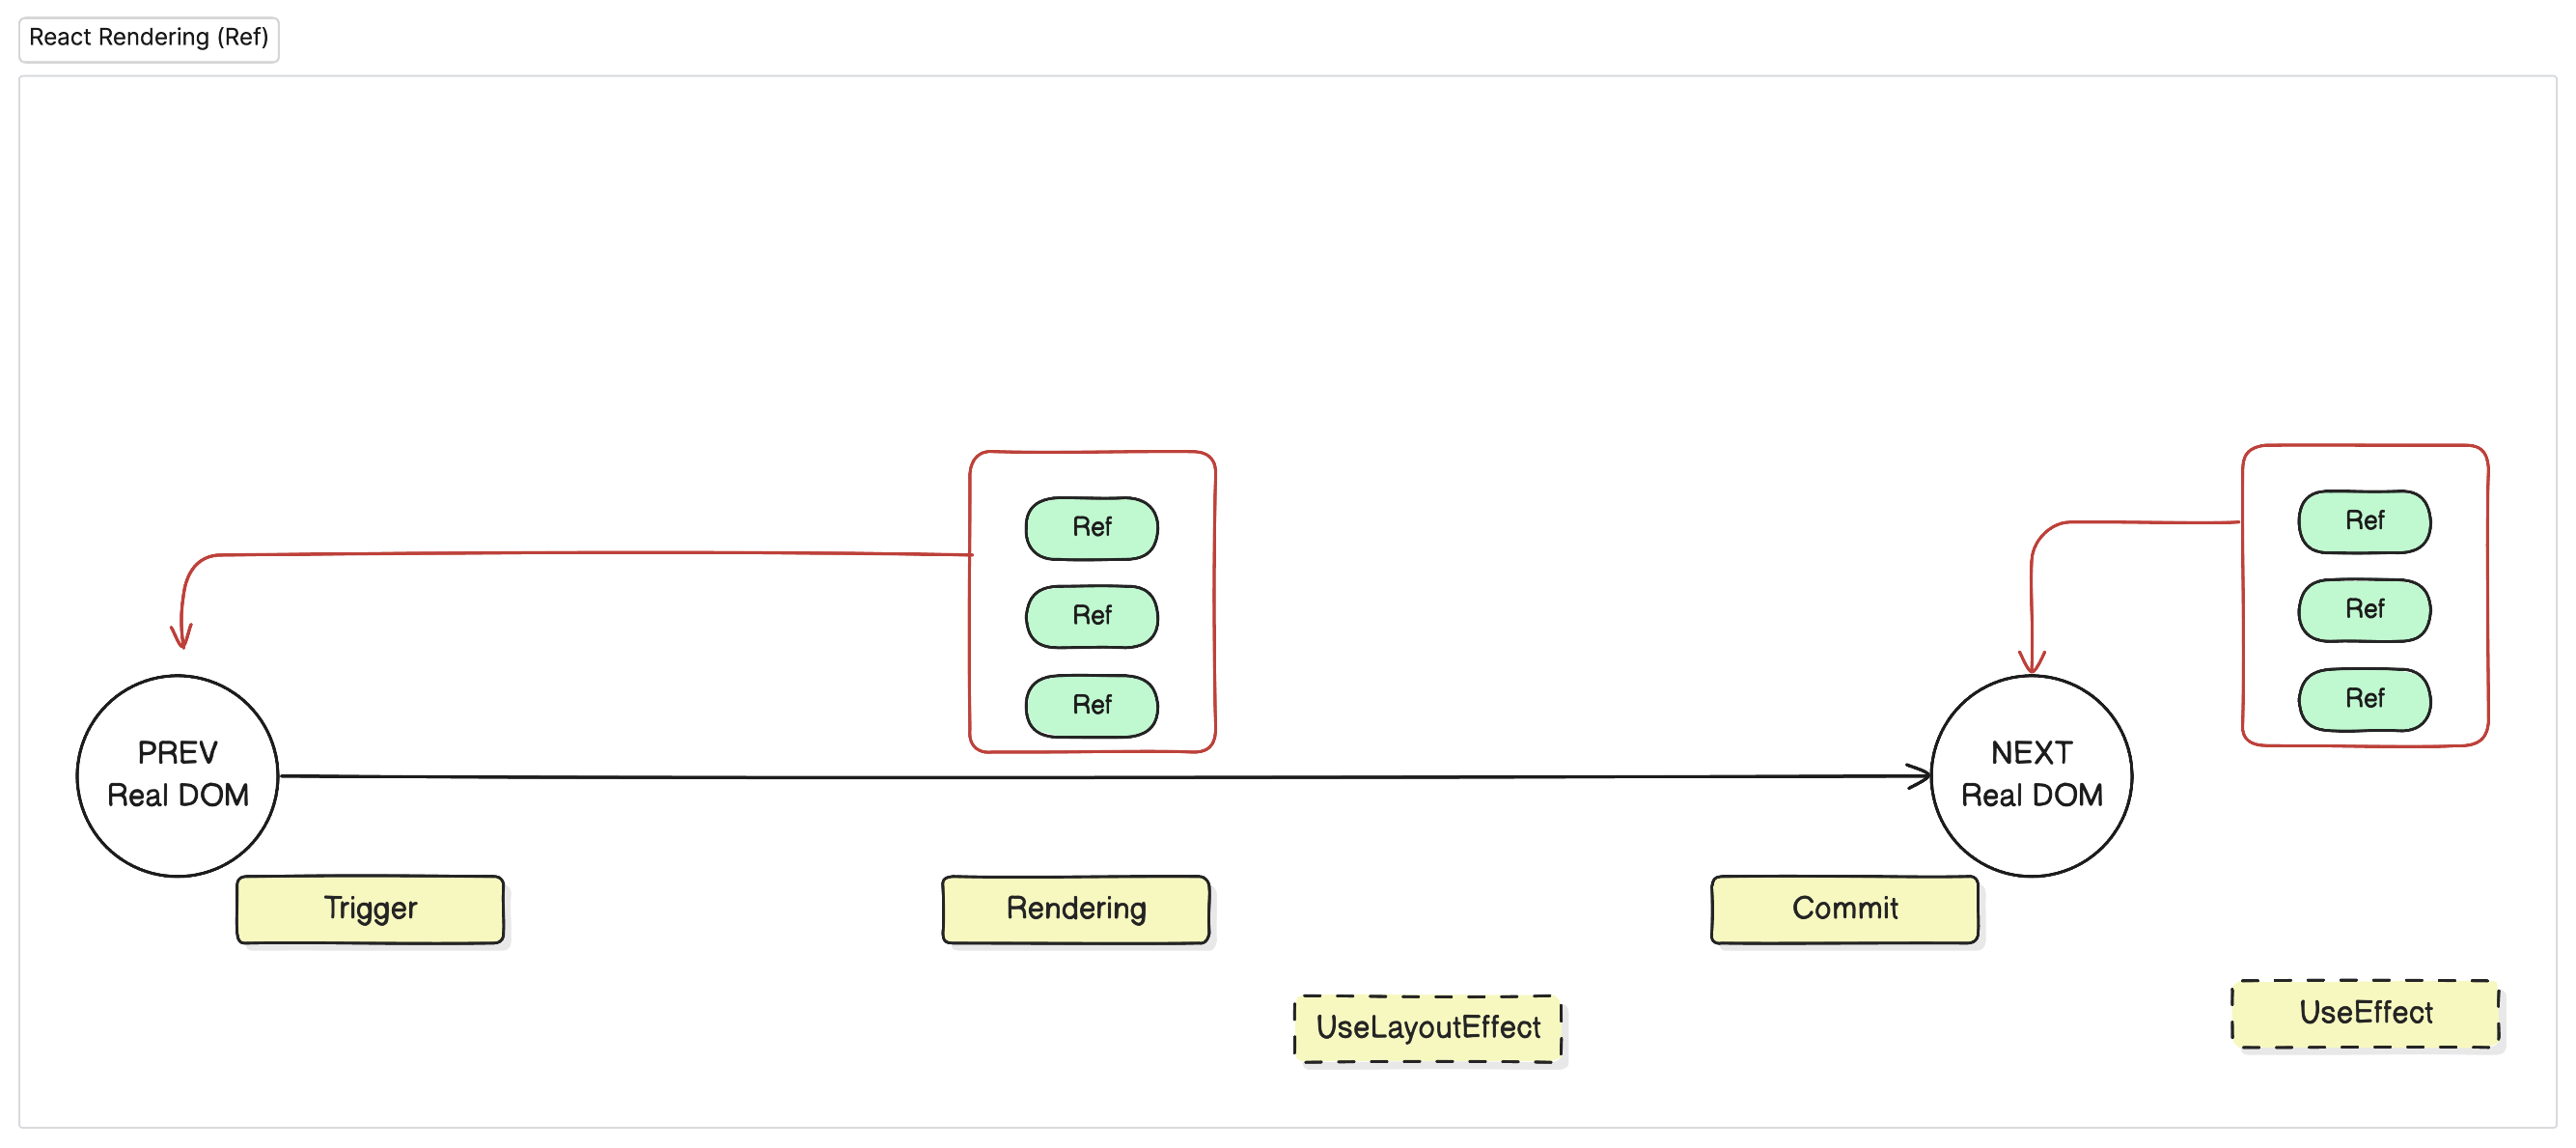 React Rendering (Ref)
Ref
Ref
Ref
Ref
Ref
Ref
PREV
Real DOM
NEXT
Real DOM
Trigger
Rendering
Commit
UseLayoutEffect
UseEffect